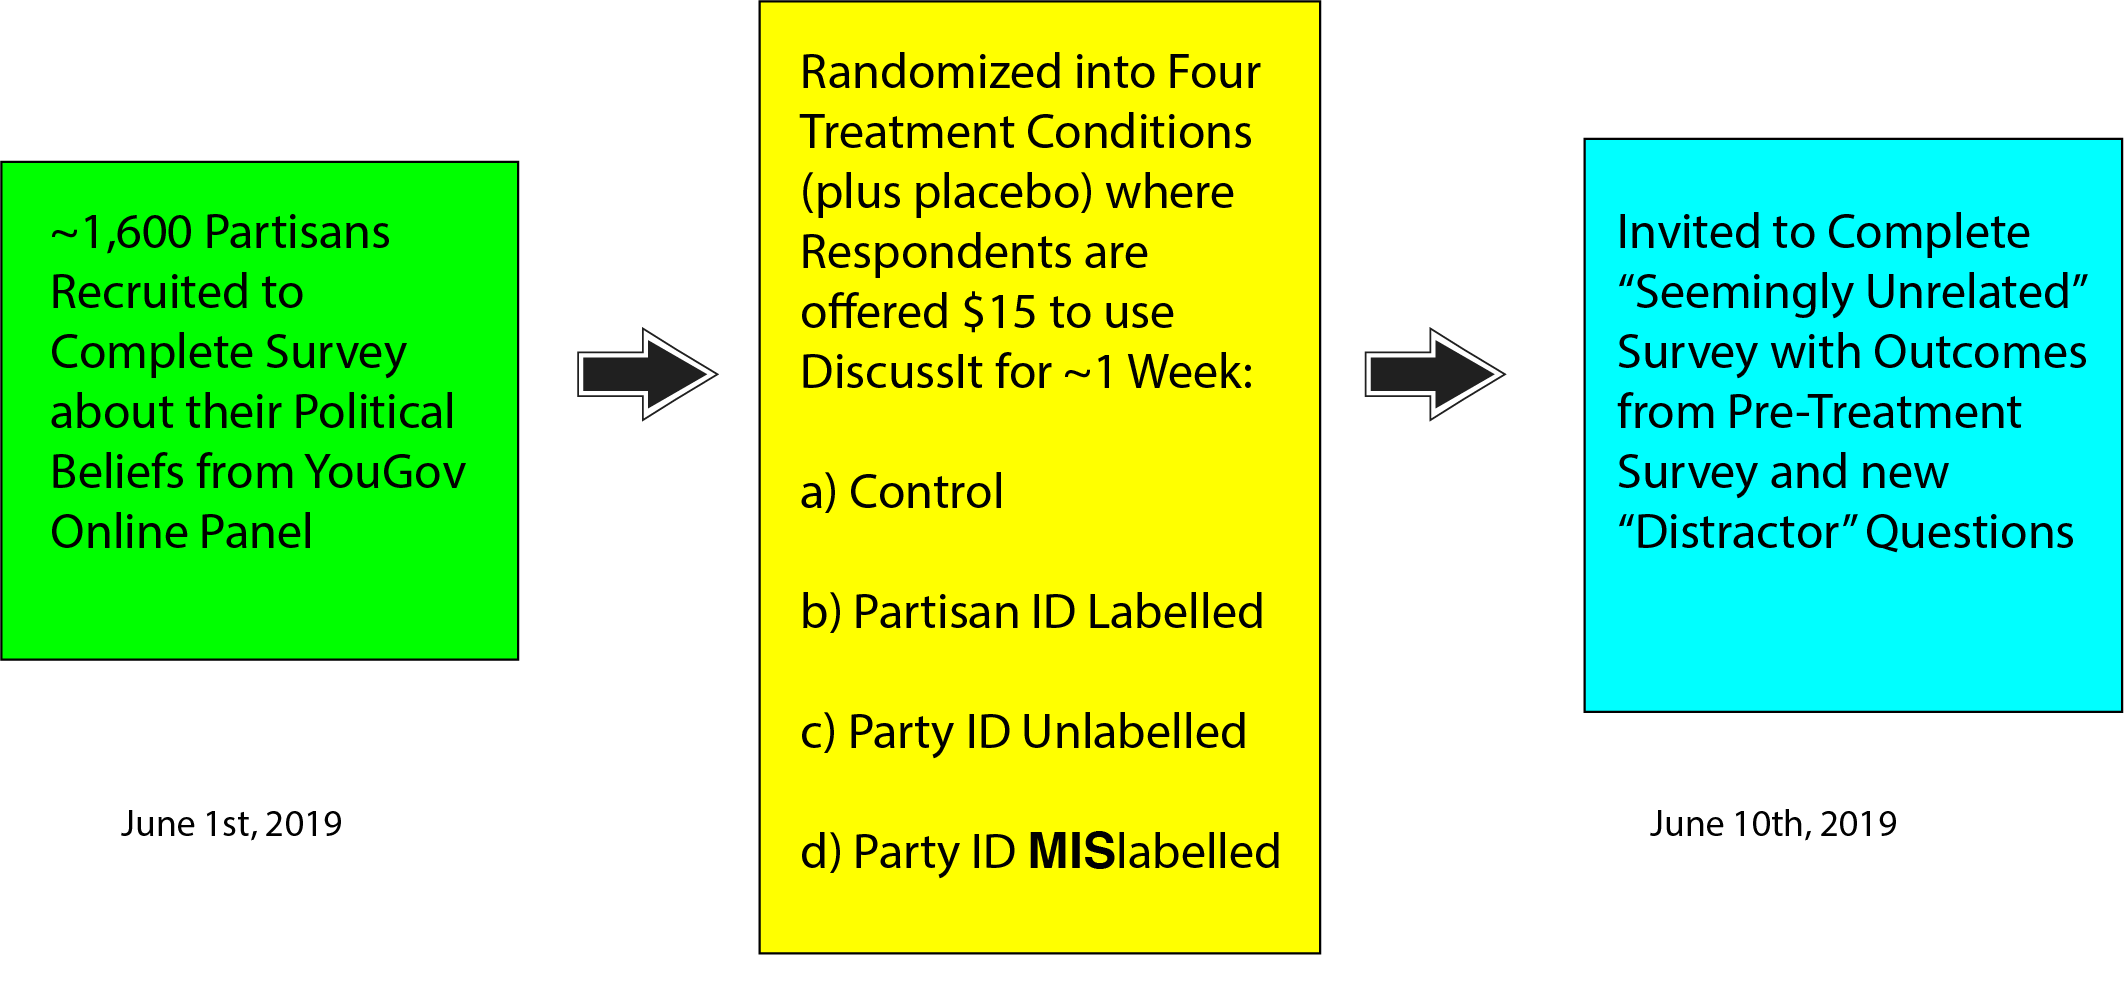 ~1,600 Partisans
Recruited to
Complete Survey
about their Political
Beliefs from YouGov
Online Panel
June 1st, 2019
Randomized into Four
Treatment Conditions
(plus placebo) where
Respondents are
offered $15 to use
DiscussIt for ~1 Week:
a) Control
b) Partisan ID Labelled
c) Party ID Unlabelled
d) Party ID MISlabelled
Invited to Complete
“Seemingly Unrelated”
Survey with Outcomes
from Pre-Treatment
Survey and new
“Distractor” Questions
June 10th, 2019